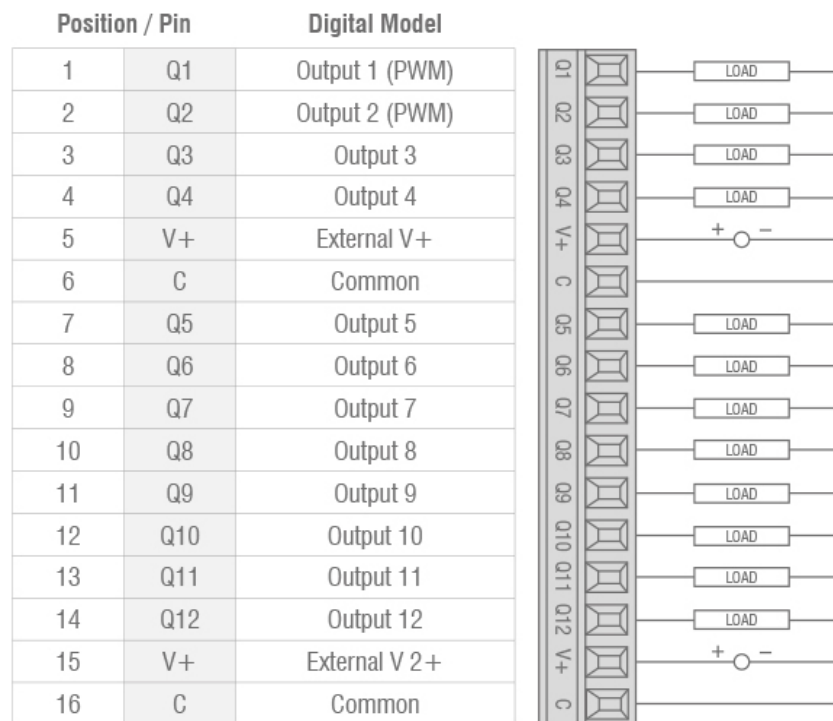 Position / Pin Digital Model
1 Q1 Output 1 (PWM)
2 Q2 Output 2 (PWM)
3 Q3 Output 3
4 Q4 Output 4
5 V+ External V+
6 C Common
7 Q5 Output 5
8 Q6 Output 6
9 Q7 Output 7
10 Q8 Output 8
11 Q9 Output 9
12 Q10 Output 10
13 Q11 Output 11
14 Q12 Output 12
15 V+ External V 2+
16 C Common
Q1 LOAD
Q2 LOAD
Q3 LOAD
Q4 LOAD
V+ + −
C
Q5 LOAD
Q6 LOAD
Q7 LOAD
Q8 LOAD
Q9 LOAD
Q10 LOAD
Q11 LOAD
Q12 LOAD
V+ + −
C